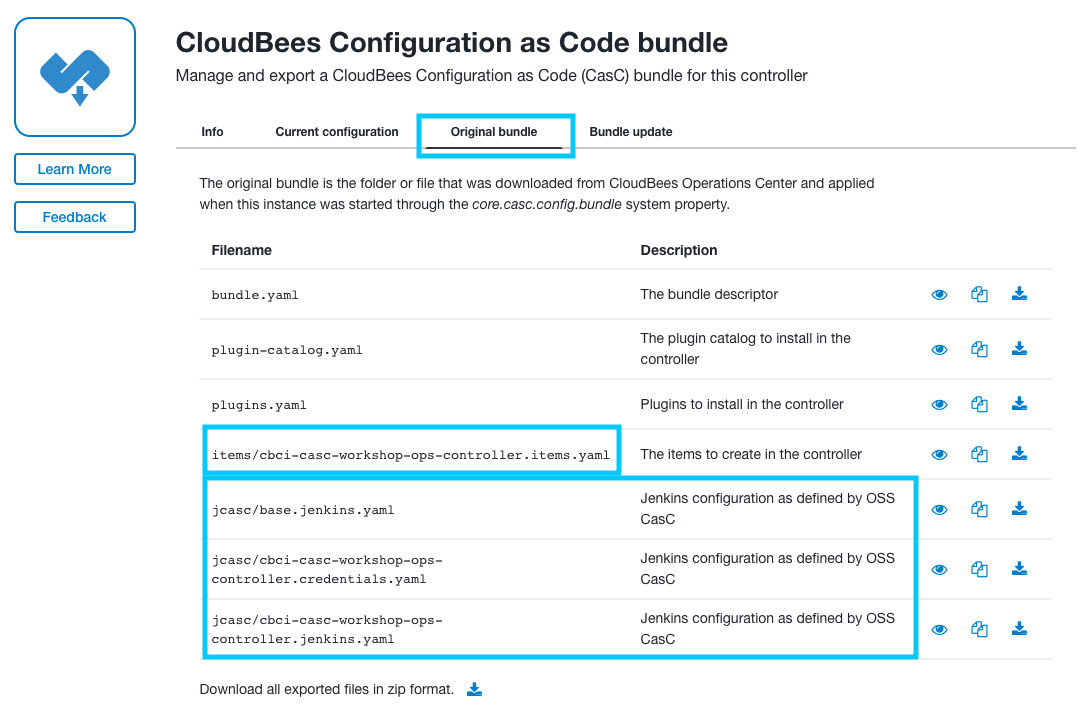 CloudBees Configuration as Code bundle
Manage and export a CloudBees Configuration as Code (CasC) bundle for this controller
Learn More
Feedback
Info
Current configuration
Original bundle
Bundle update
The original bundle is the folder or file that was downloaded from CloudBees Operations Center and applied
when this instance was started through the core.casc.config.bundle system property.
Filename
Description
bundle.yaml
The bundle descriptor
plugin-catalog.yaml
The plugin catalog to install in the
controller
plugins.yaml
Plugins to install in the controller
items/cbci-casc-workshop-ops-controller.items.yaml
The items to create in the controller
jcasc/base.jenkins.yaml
Jenkins configuration as defined by OSS
CasC
jcasc/cbci-casc-workshop-ops-
controller.credentials.yaml
Jenkins configuration as defined by OSS
CasC
jcasc/cbci-casc-workshop-ops-
controller.jenkins.yaml
Jenkins configuration as defined by OSS
CasC
Download all exported files in zip format.